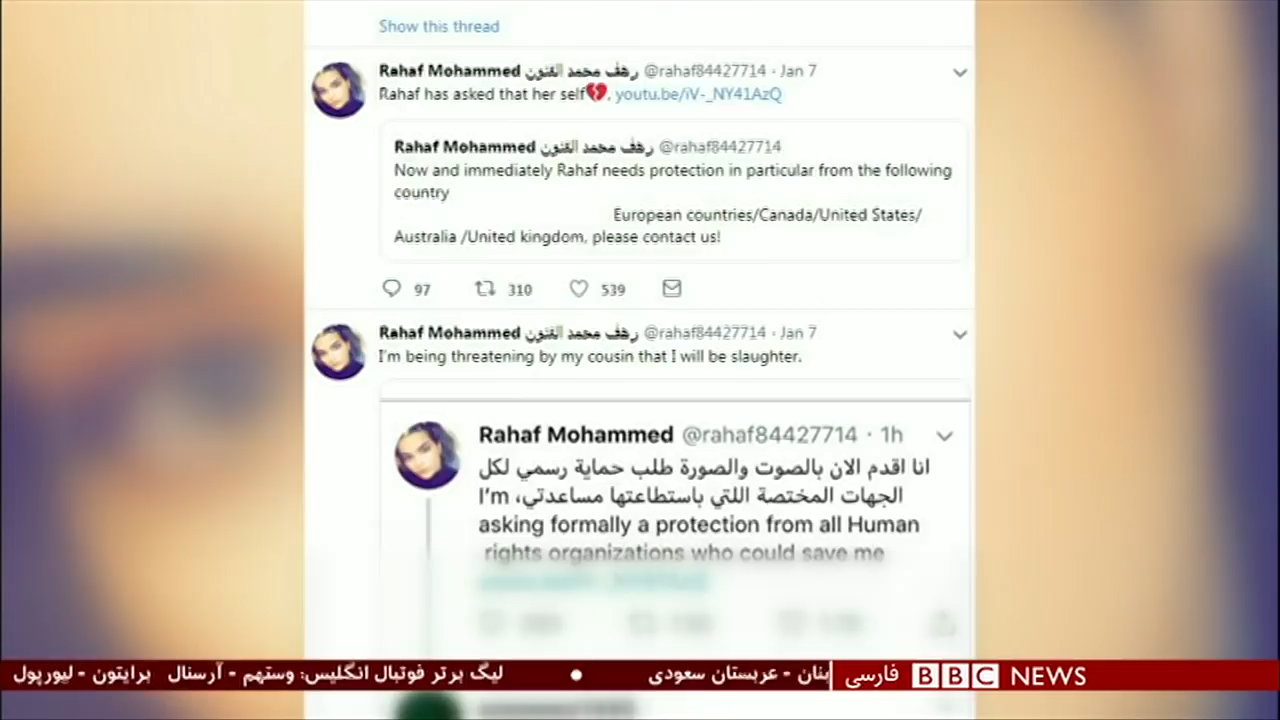 Show this thread
Rahaf Mohammed رهف محمد القنون @rahaf84427714 · Jan 7
Rahaf has asked that her self💔. youtu.be/iV-_NY41AzQ
Rahaf Mohammed رهف محمد القنون @rahaf84427714
Now and immediately Rahaf needs protection in particular from the following
country
European countries/Canada/United States/
Australia /United kingdom, please contact us!
97 310 539
Rahaf Mohammed رهف محمد القنون @rahaf84427714 · Jan 7
I'm being threatening by my cousin that I will be slaughter.
Rahaf Mohammed @rahaf84427714 · 1h
انا اقدم الان بالصوت والصورة طلب حماية رسمي لكل
الجهات المختصة اللتي باستطاعتها مساعدتي، I'm
asking formally a protection from all Human
rights organizations who could save me
بنان - عربستان سعودی • لیگ برتر فوتبال انگلیس: وستهم - آرسنال برایتون - لیورپول
BBC NEWS فارسی